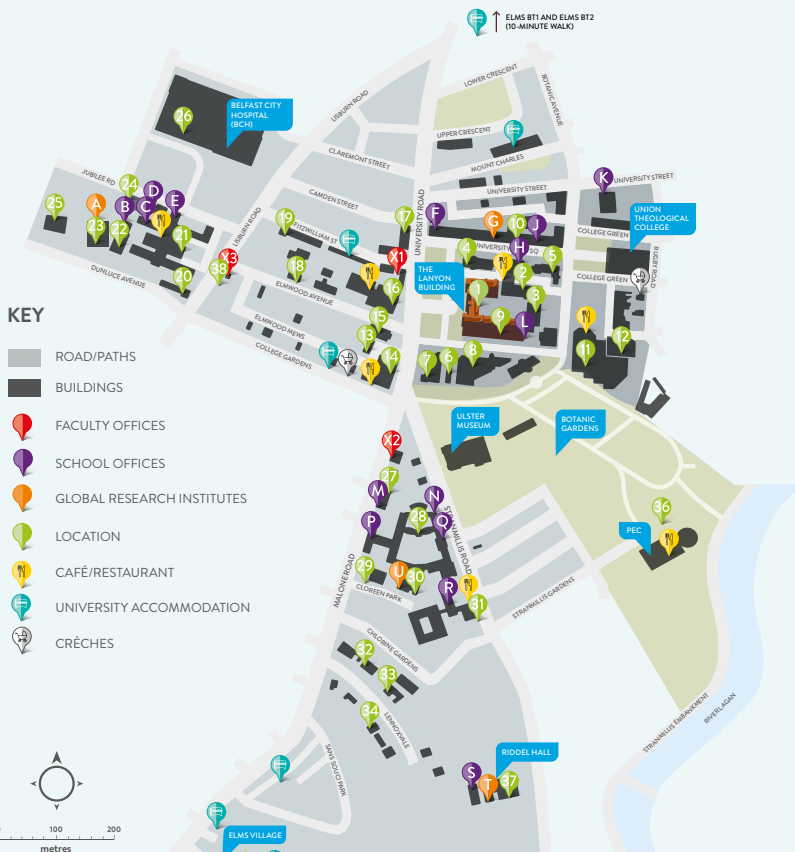 ELMS BT1 AND ELMS BT2
(10-MINUTE WALK)
LOWER CRESCENT
BOTANIC AVENUE
LISBURN ROAD
26
BELFAST CITY
HOSPITAL
(BCH)
UPPER CRESCENT
CLAREMONT STREET
MOUNT CHARLES
JUBILEE RD
24
D
K
UNIVERSITY STREET
CAMDEN STREET
UNIVERSITY STREET
25
A
B
C
E
UNIVERSITY ROAD
17
F
G
10
J
UNION
THEOLOGICAL
COLLEGE
19
FITZWILLIAM ST
LISBURN ROAD
23
22
21
COLLEGE GREEN
4
UNIVERSITY SQ
H
5
RUGBY ROAD
X3
38
18
X1
THE
LANYON
BUILDING
2
COLLEGE GREEN
DUNLUCE AVENUE
20
16
1
3
ELMWOOD AVENUE
KEY
15
9
L
ELMWOOD MEWS
13
12
ROAD/PATHS
COLLEGE GARDENS
14
7
6
8
11
BUILDINGS
FACULTY OFFICES
ULSTER
MUSEUM
BOTANIC
GARDENS
X2
SCHOOL OFFICES
27
M
N
GLOBAL RESEARCH INSTITUTES
36
P
28
Q
STRANMILLIS ROAD
PEC
LOCATION
CAFÉ/RESTAURANT
MALONE ROAD
29
U
30
R
CLOREEN PARK
31
STRANMILLIS GARDENS
UNIVERSITY ACCOMMODATION
CRÈCHES
CHLORINE GARDENS
32
33
34
LENNOXVALE
STRANMILLIS EMBANKMENT
RIVER LAGAN
SANS SOUCI PARK
RIDDEL HALL
S
T
37
100
200
metres
ELMS VILLAGE